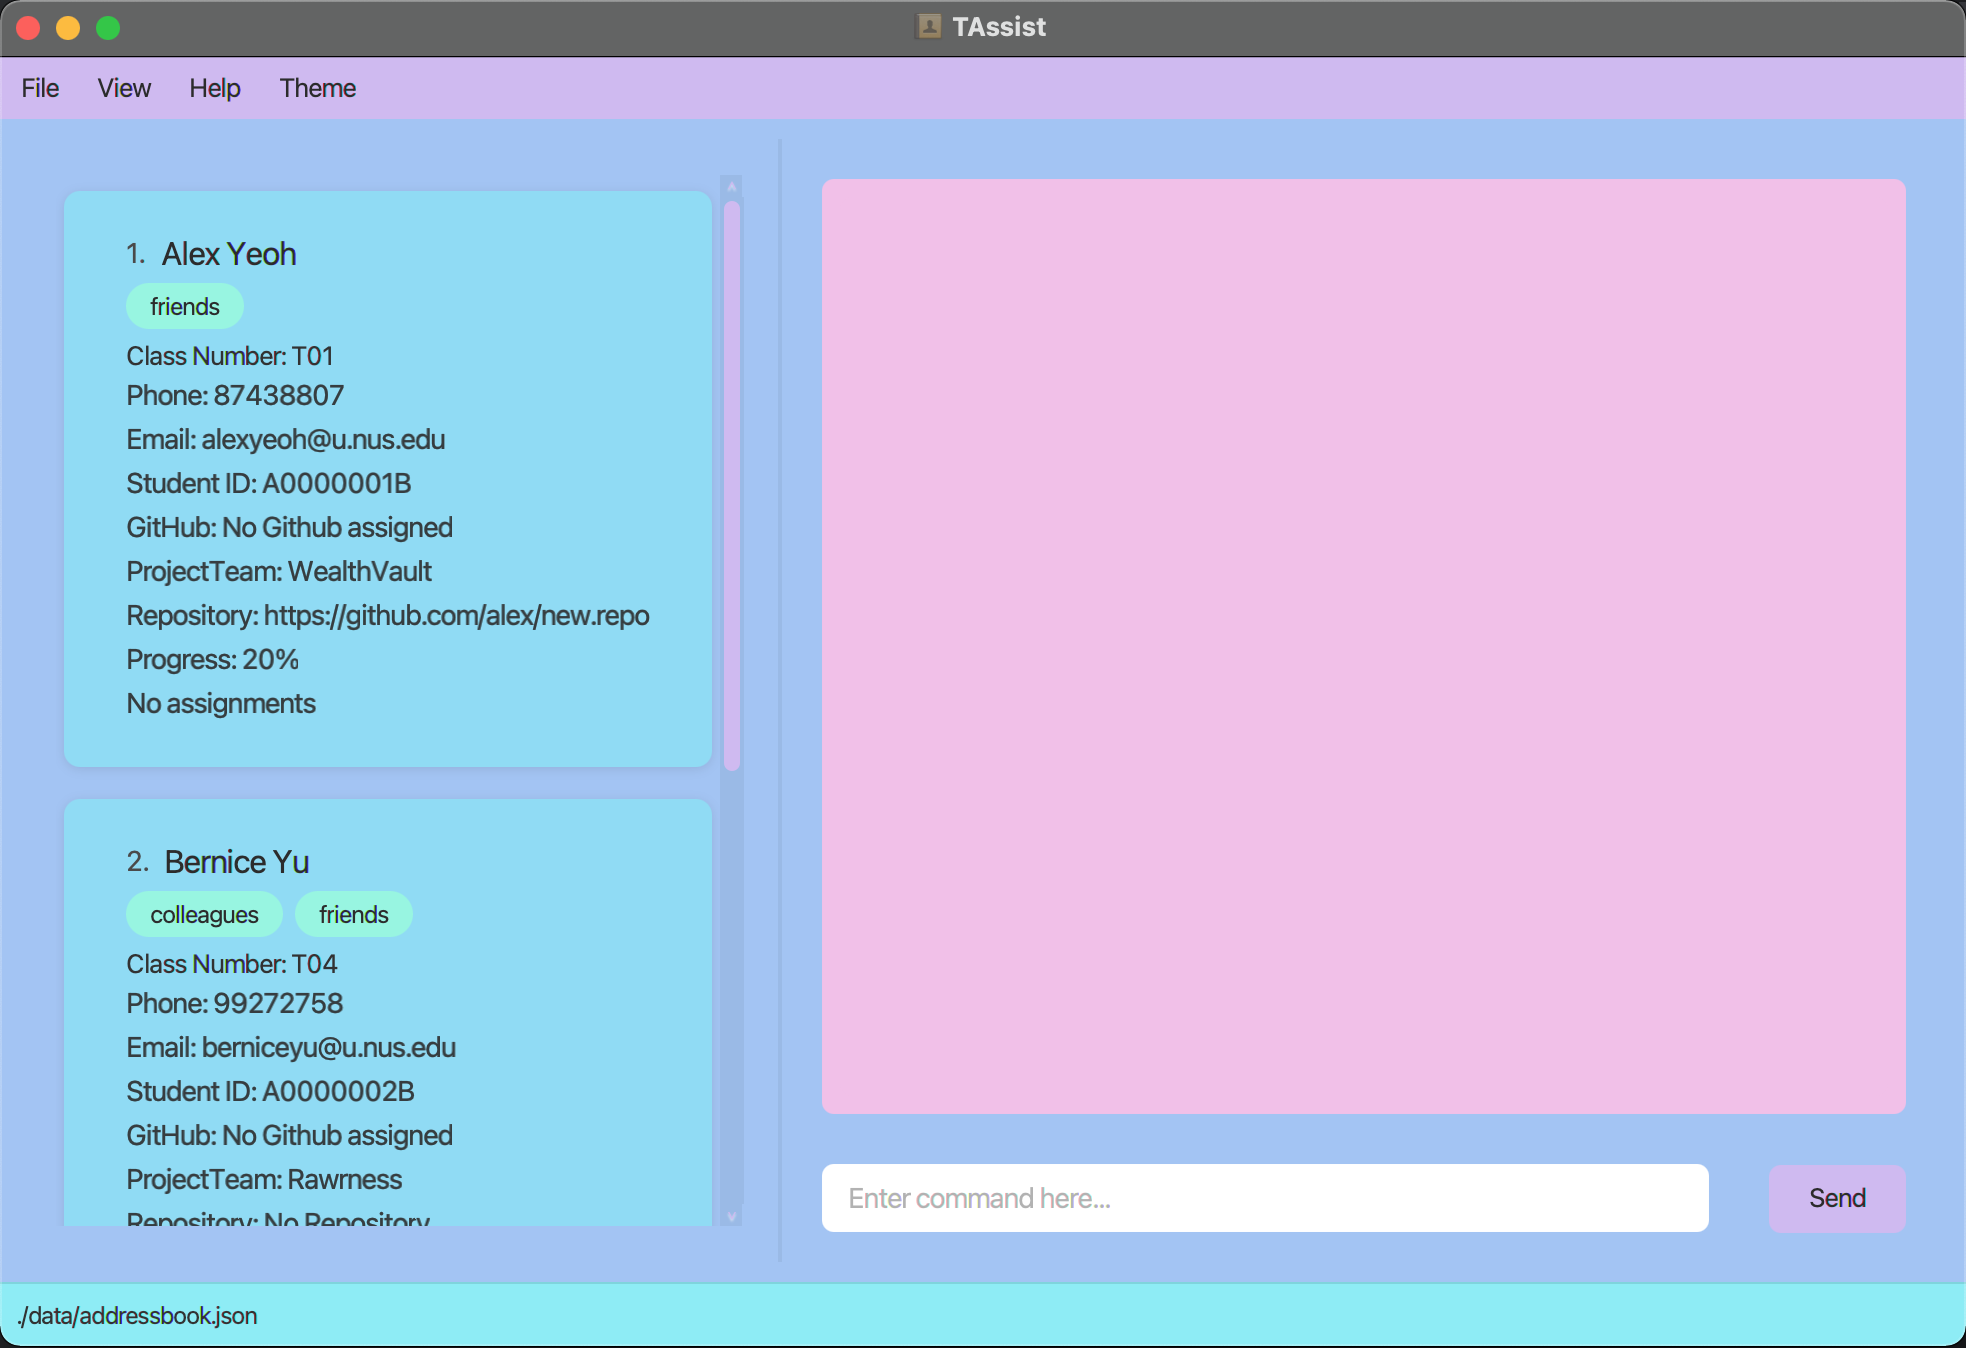 TAssist
File View Help Theme
1. Alex Yeoh
friends
Class Number: T01
Phone: 87438807
Email: alexyeoh@u.nus.edu
Student ID: A0000001B
GitHub: No Github assigned
ProjectTeam: WealthVault
Repository: https://github.com/alex/new.repo
Progress: 20%
No assignments
2. Bernice Yu
colleagues friends
Class Number: T04
Phone: 99272758
Email: berniceyu@u.nus.edu
Student ID: A0000002B
GitHub: No Github assigned
ProjectTeam: Rawrness
Repository: No Repository
Enter command here...
Send
./data/addressbook.json